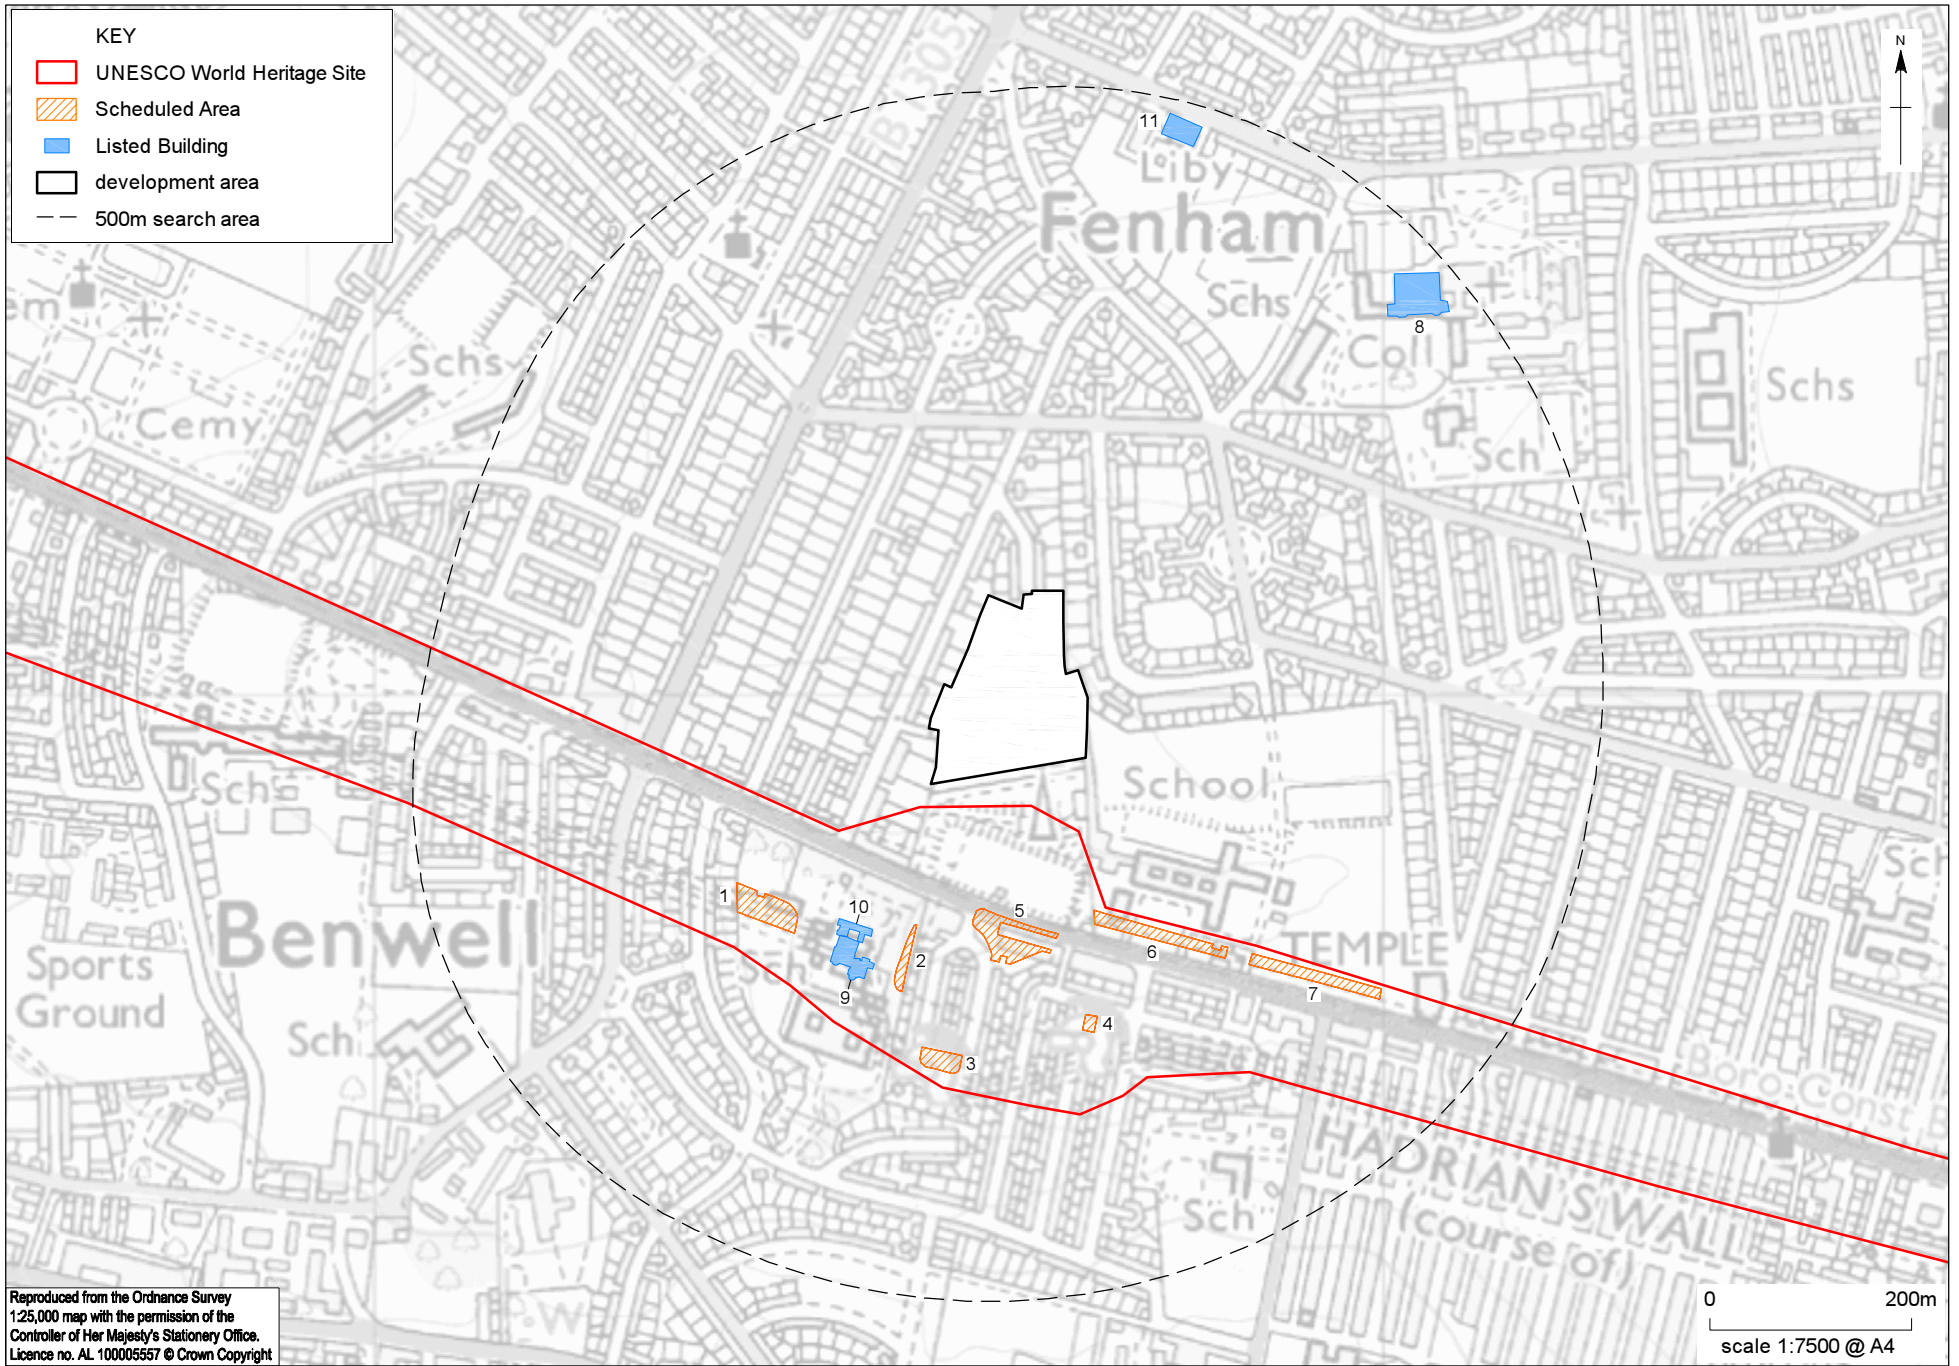 KEY
UNESCO World Heritage Site
Scheduled Area
Listed Building
development area
500m search area
N
11
Liby
Fenham
Schs
8
Coll
Schs
Sch
Schs
Cemy
em
School
Sch
Benwell
Sports
Ground
Sch
1
10
9
2
5
6
7
4
3
TEMPLE
HADRIAN'S WALL
(course of
Sch
0 200m
scale 1:7500 @ A4
Reproduced from the Ordnance Survey
1:25,000 map with the permission of the
Controller of Her Majesty's Stationery Office.
Licence no. AL 100005557 © Crown Copyright